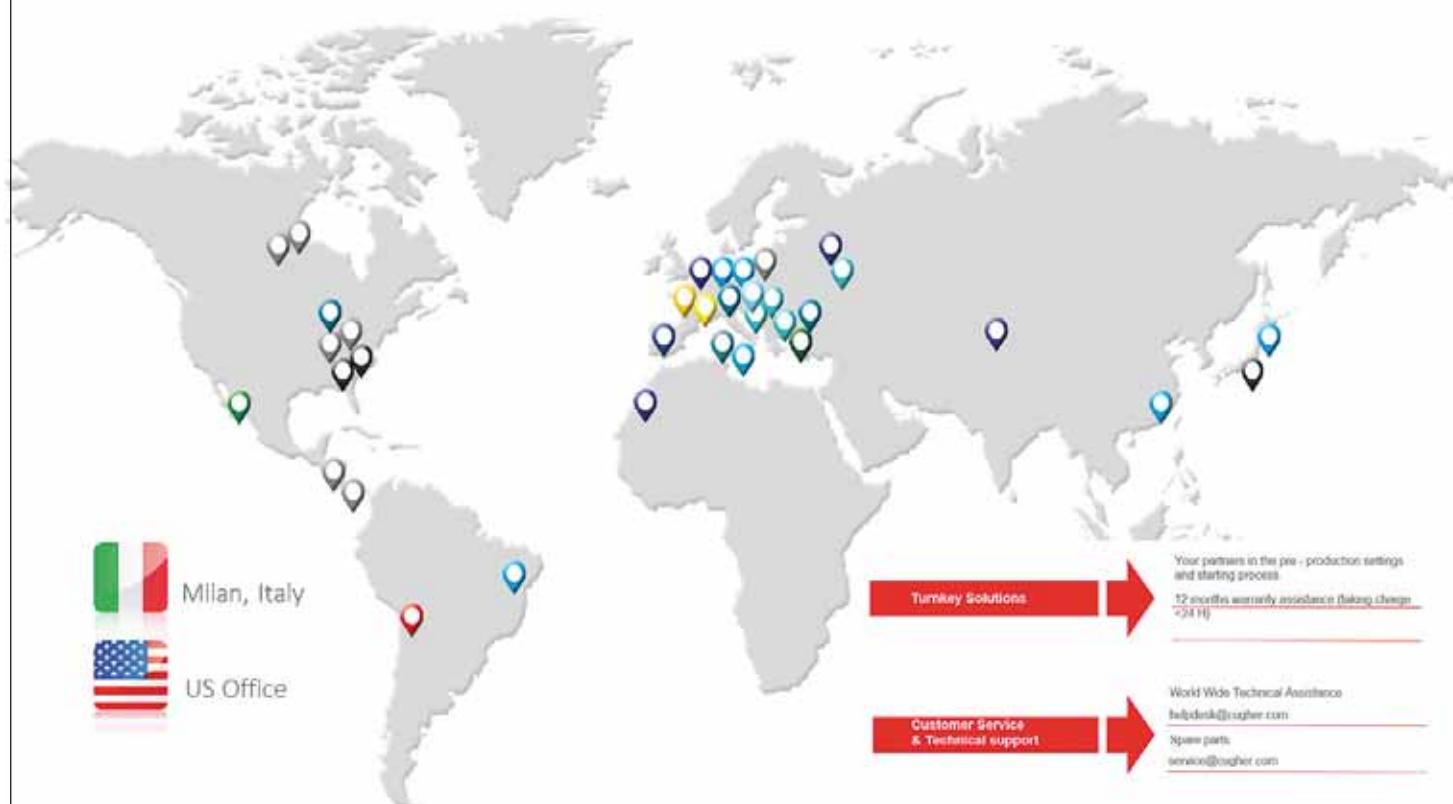 Milan, Italy
US Office
Turnkey Solutions
Your partners in the pre - production settings
and starting process
12 months warranty assistance (taking charge
<24 H)
Customer Service
& Technical support
World Wide Technical Assistance
helpdesk@cugher.com
Spare parts
service@cugher.com